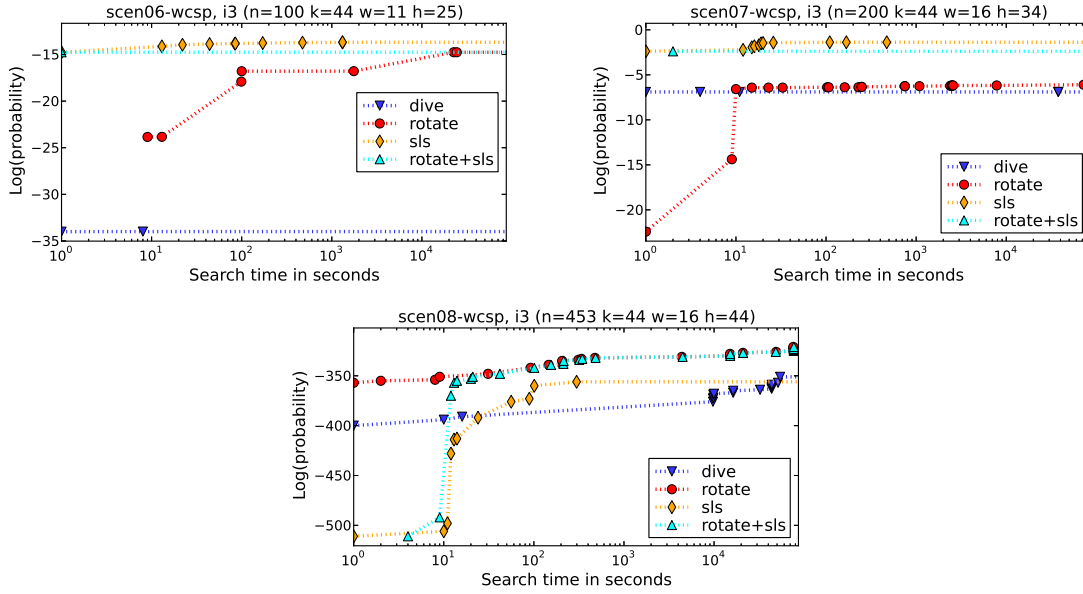 scen06-wcsp, i3 (n=100 k=44 w=11 h=25)
Log(probability)
−15
−20
−25
−30
−35
dive
rotate
sls
rotate+sls
10^0 10^1 10^2 10^3 10^4
Search time in seconds
scen07-wcsp, i3 (n=200 k=44 w=16 h=34)
Log(probability)
0
−5
−10
−15
−20
dive
rotate
sls
rotate+sls
10^0 10^1 10^2 10^3 10^4
Search time in seconds
scen08-wcsp, i3 (n=453 k=44 w=16 h=44)
Log(probability)
−350
−400
−450
−500
dive
rotate
sls
rotate+sls
10^0 10^1 10^2 10^3 10^4
Search time in seconds